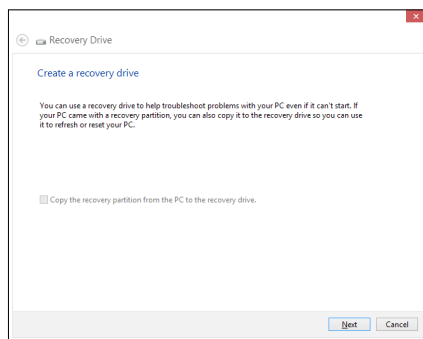 Recovery Drive
Create a recovery drive
You can use a recovery drive to help troubleshoot problems with your PC even if it can't start. If
your PC came with a recovery partition, you can also copy it to the recovery drive so you can use
it to refresh or reset your PC.
Copy the recovery partition from the PC to the recovery drive.
Next Cancel